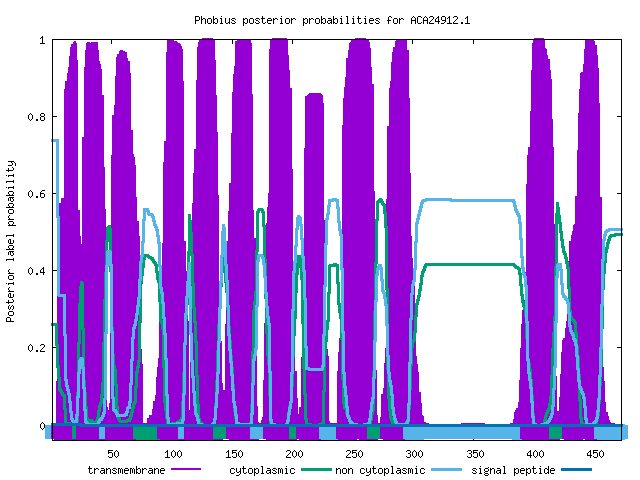 Phobius posterior probabilities for ACA24912.1
1
0.8
0.6
0.4
0.2
0
Posterior label probability
50 100 150 200 250 300 350 400 450
transmembrane cytoplasmic non cytoplasmic signal peptide